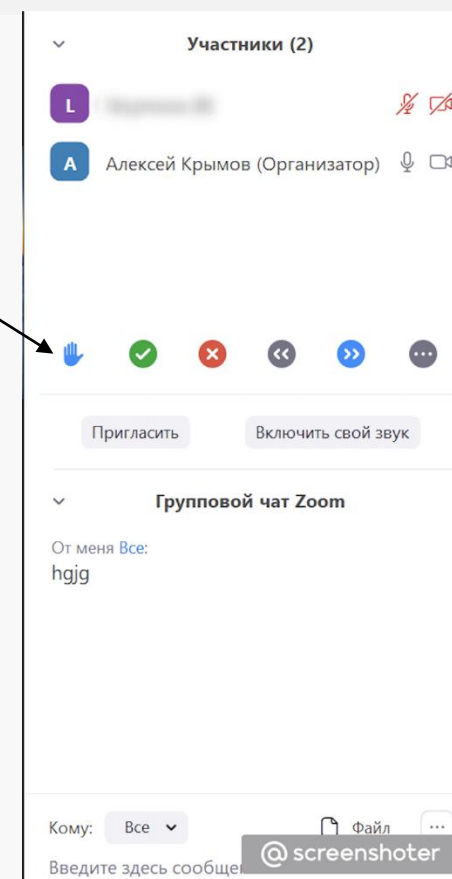 Участники (2)
L
A Алексей Крымов (Организатор)
Пригласить Включить свой звук
Групповой чат Zoom
От меня Все:
hgjg
Кому: Все Файл
Введите здесь
@ screenshoter